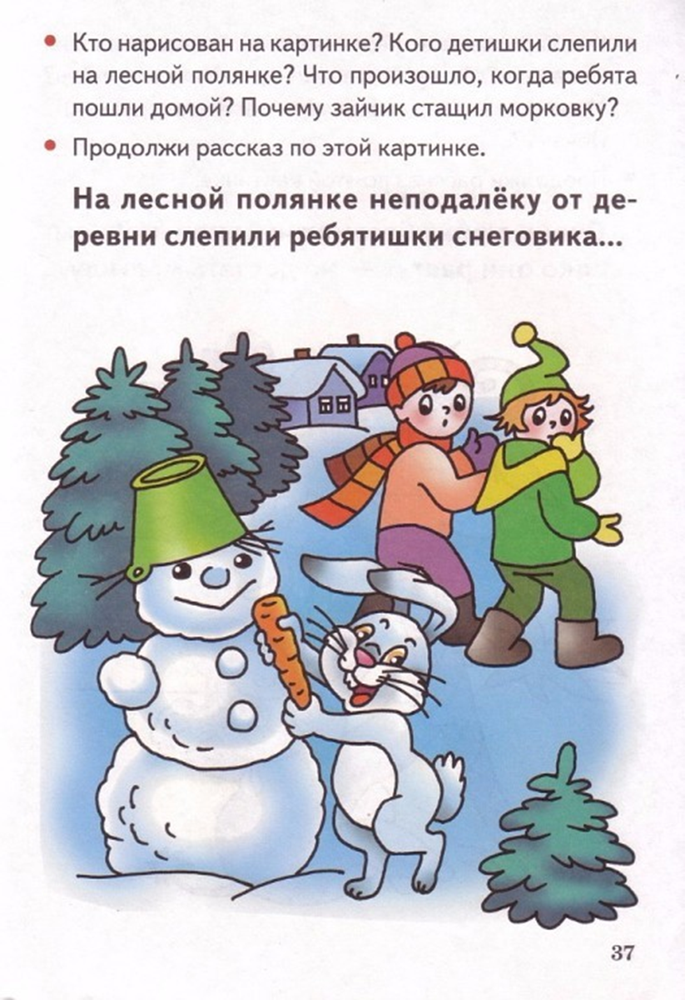 • Кто нарисован на картинке? Кого детишки слепили
на лесной полянке? Что произошло, когда ребята
пошли домой? Почему зайчик стащил морковку?
• Продолжи рассказ по этой картинке.
На лесной полянке неподалёку от де-
ревни слепили ребятишки снеговика...
37